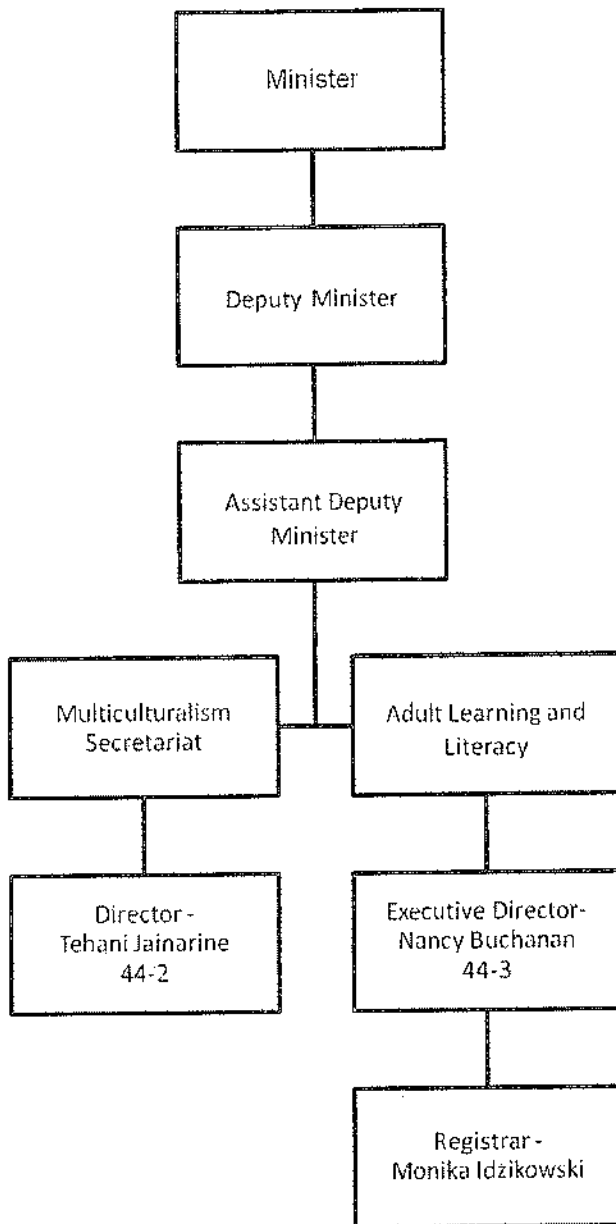 Minister
Deputy Minister
Assistant Deputy
Minister
Multiculturalism
Secretariat
Adult Learning and
Literacy
Director -
Tehani Jainarine
44-2
Executive Director-
Nancy Buchanan
44-3
Registrar -
Monika Idzikowski